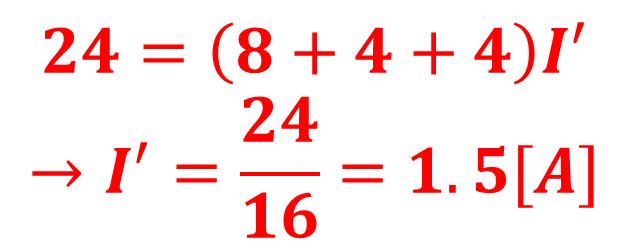 24 = (8 + 4 + 4)I′
→ I′ = 24/16 = 1.5[A]